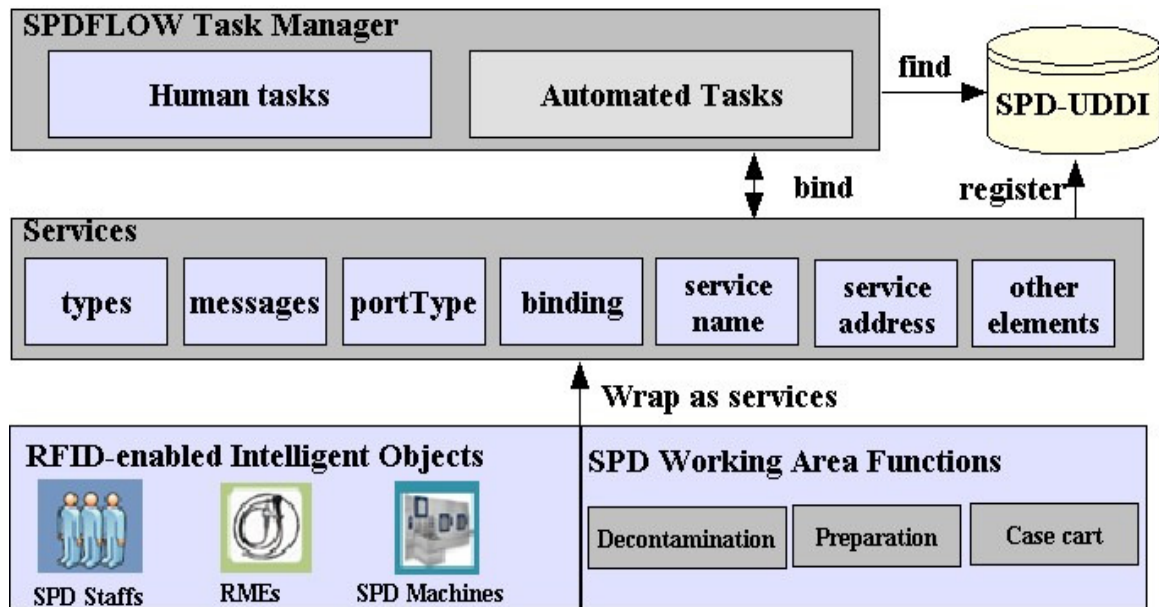 SPDFLOW Task Manager
Human tasks
Automated Tasks
find
SPD-UDDI
bind
register
Services
types
messages
portType
binding
service
name
service
address
other
elements
Wrap as services
RFID-enabled Intelligent Objects
SPD Staffs
RMEs
SPD Machines
SPD Working Area Functions
Decontamination
Preparation
Case cart